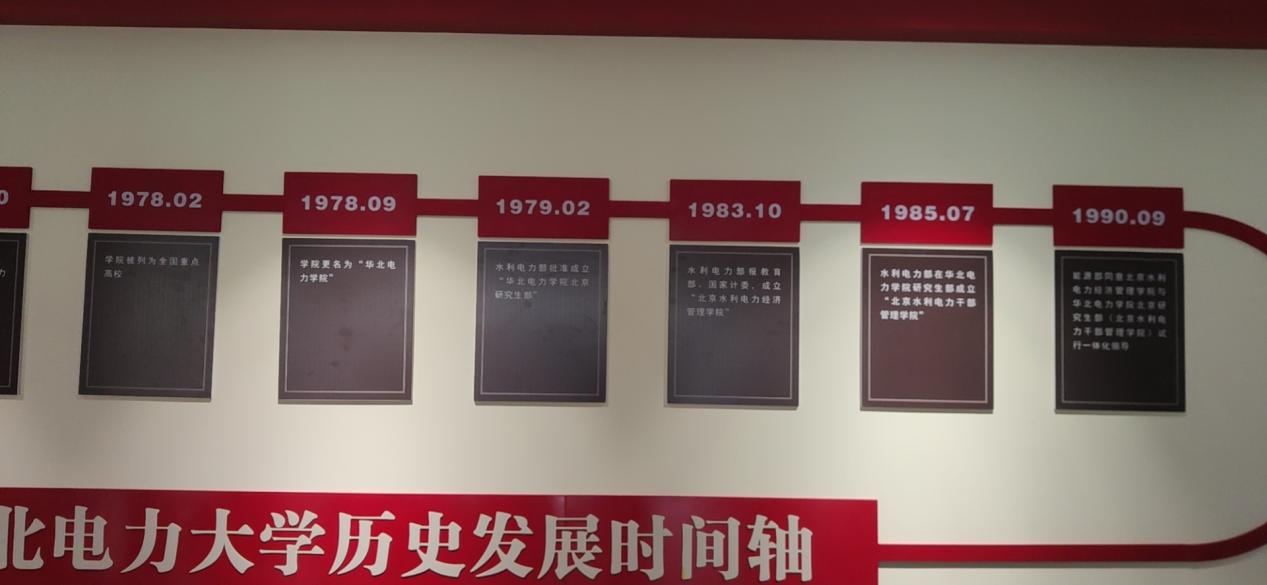 0
1978.02
1978.09
1979.02
1983.10
1985.07
1990.09
力
学院被列为全国重点
高校
学院更名为“华北电
力学院”
水利电力部批准成立
“华北电力学院北京
研究生部”
水利电力部报教育
部、国家计委，成立
“北京水利电力经济
管理学院”
水利电力部在华北电
力学院研究生部成立
“北京水利电力干部
管理学院”
能源部同意北京水利
电力经济管理学院与
华北电力学院北京研
究生部（北京水利电
力干部管理学院）试
行一体化领导
北电力大学历史发展时间轴